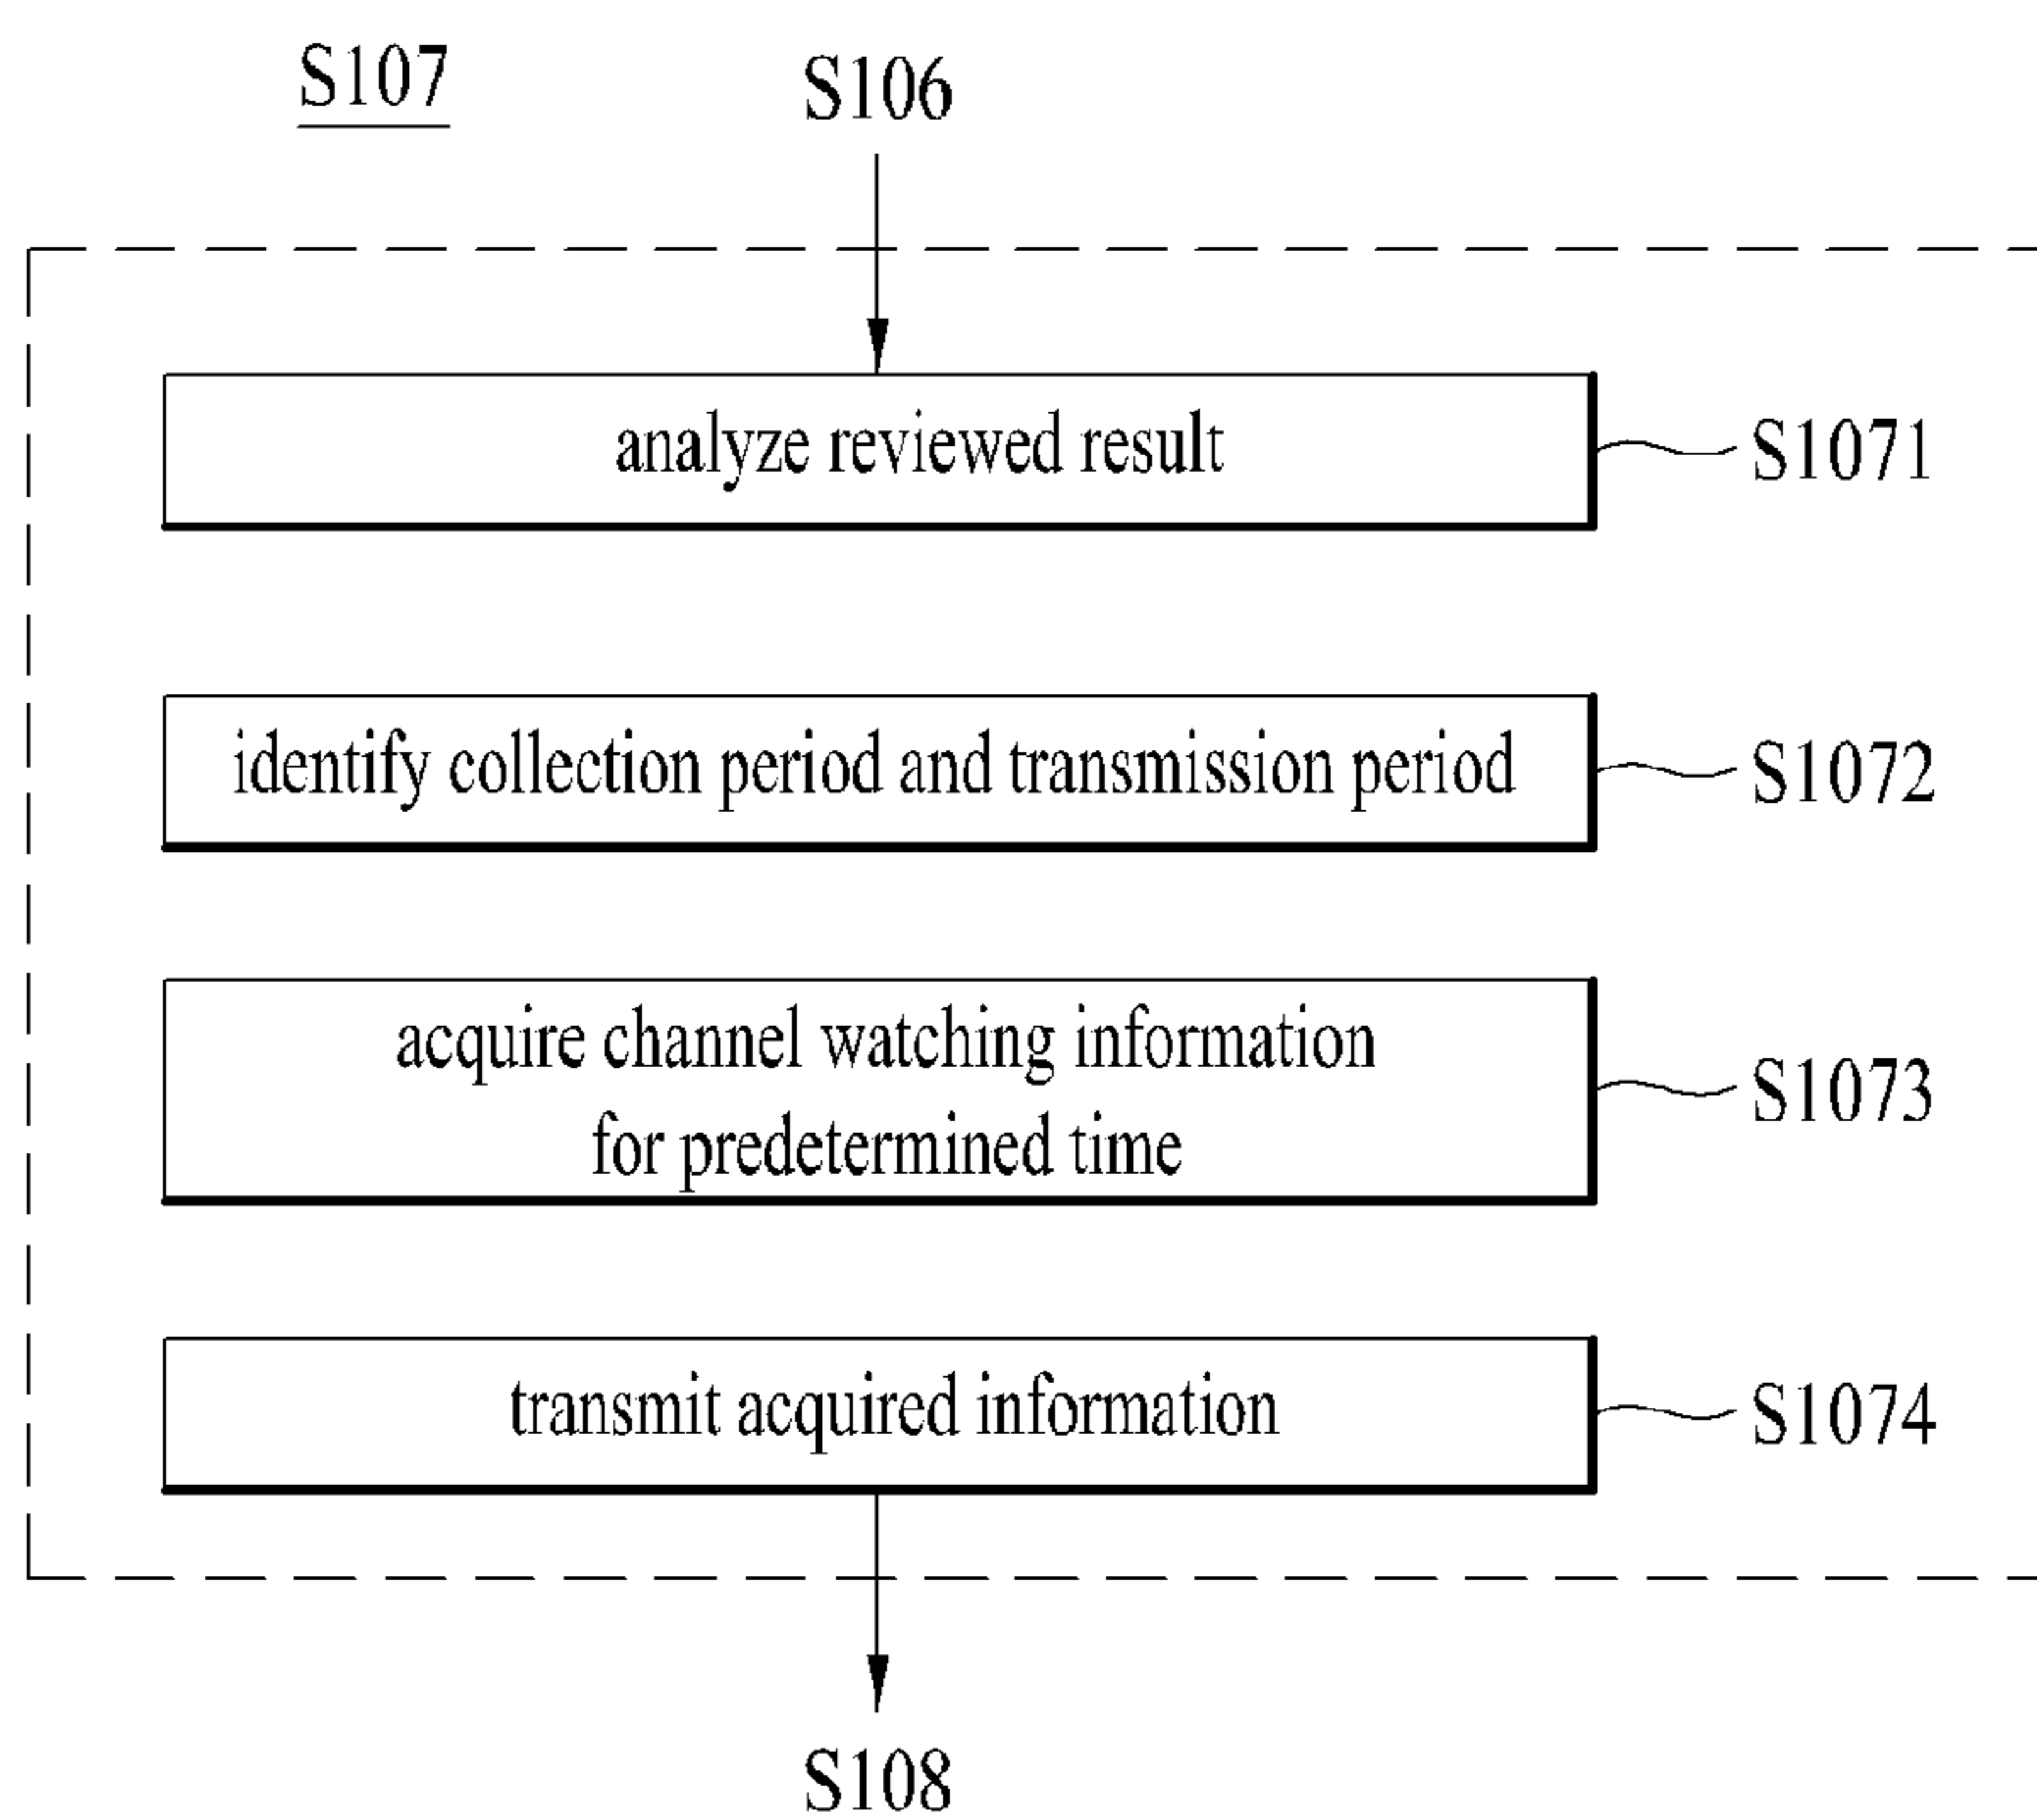 S107
S106
analyze reviewed result
S1071
identify collection period and transmission period
S1072
acquire channel watching information
for predetermined time
S1073
transmit acquired information
S1074
S108